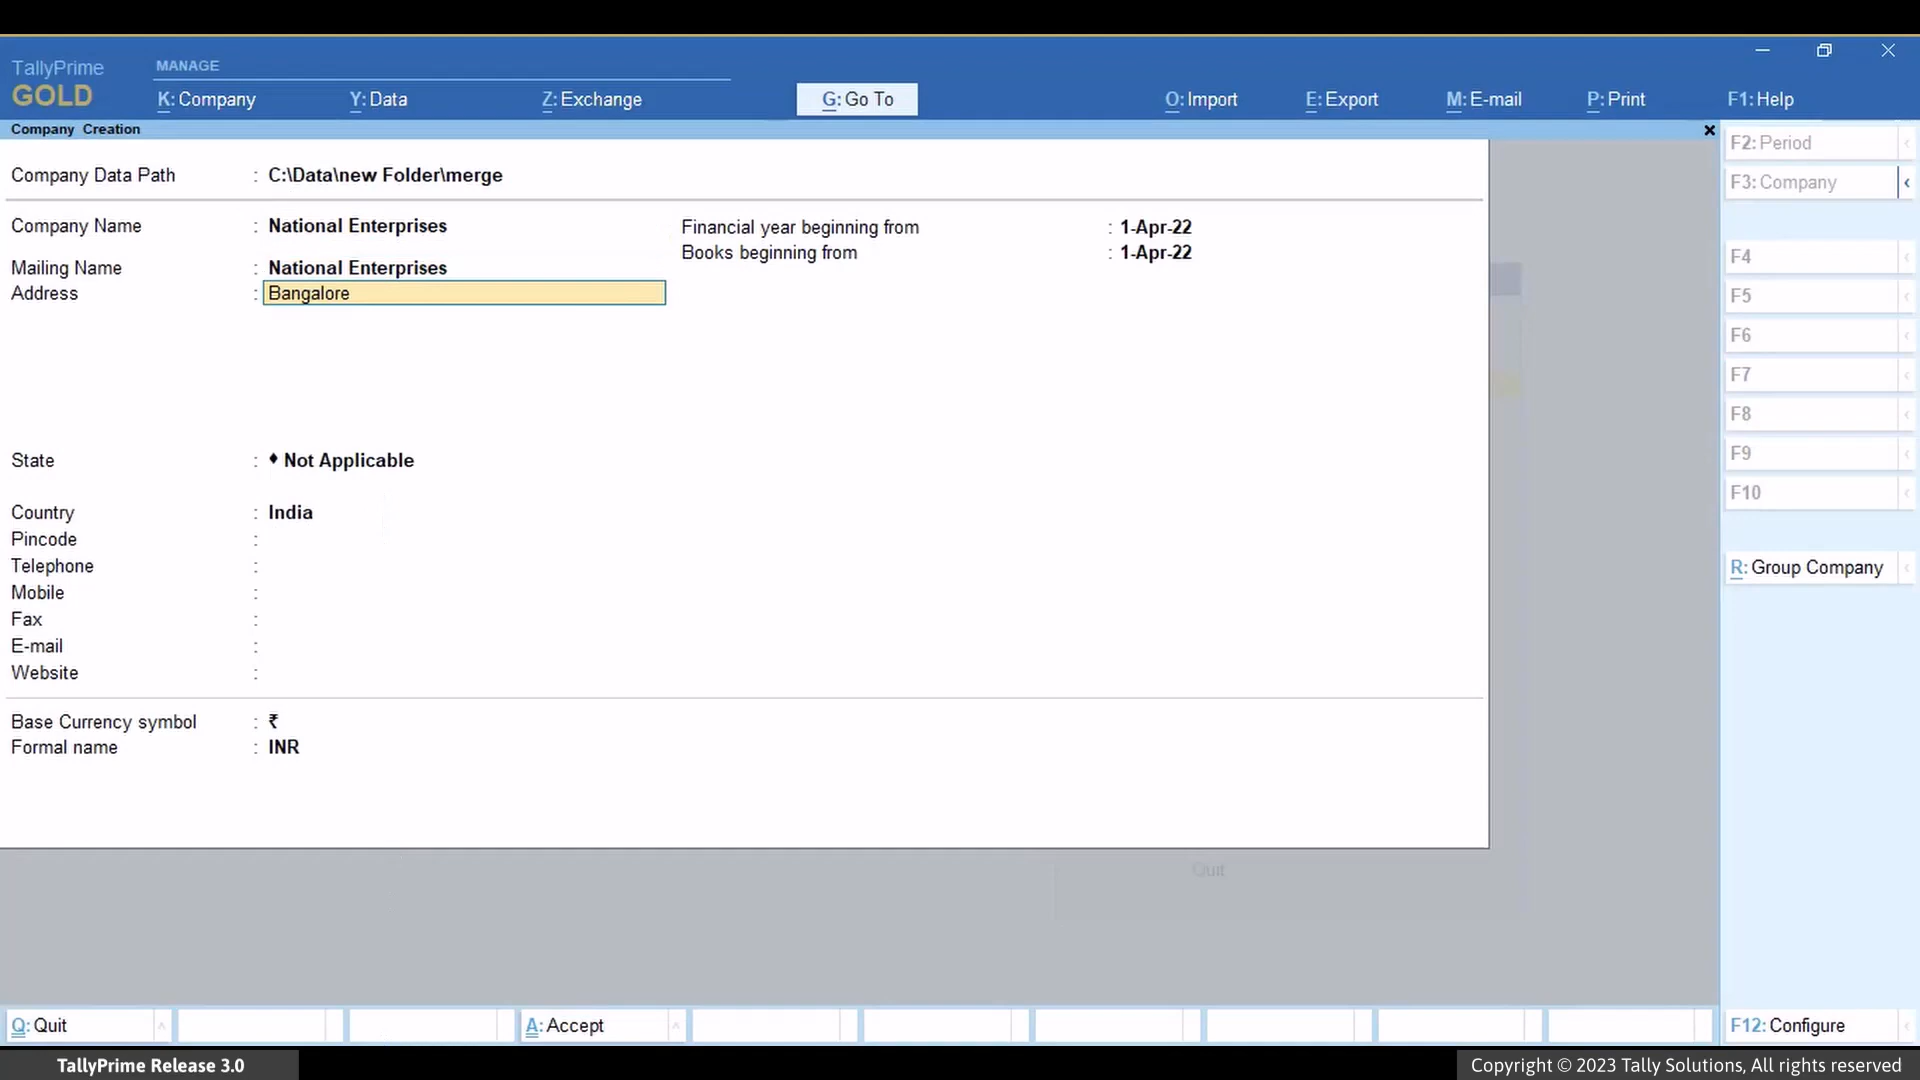 TallyPrime
GOLD
MANAGE
K: Company
Y: Data
Z: Exchange
G: Go To
O: Import
E: Export
M: E-mail
P: Print
F1: Help
Company Creation
Company Data Path : C:\Data\new Folder\merge
Company Name : National Enterprises
Financial year beginning from : 1-Apr-22
Books beginning from : 1-Apr-22
Mailing Name : National Enterprises
Address : Bangalore
State : ♦ Not Applicable
Country : India
Pincode :
Telephone :
Mobile :
Fax :
E-mail :
Website :
Base Currency symbol : ₹
Formal name : INR
Quit
F2: Period
F3: Company
F4
F5
F6
F7
F8
F9
F10
R: Group Company
F12: Configure
Q: Quit
A: Accept
TallyPrime Release 3.0
Copyright © 2023 Tally Solutions, All rights reserved